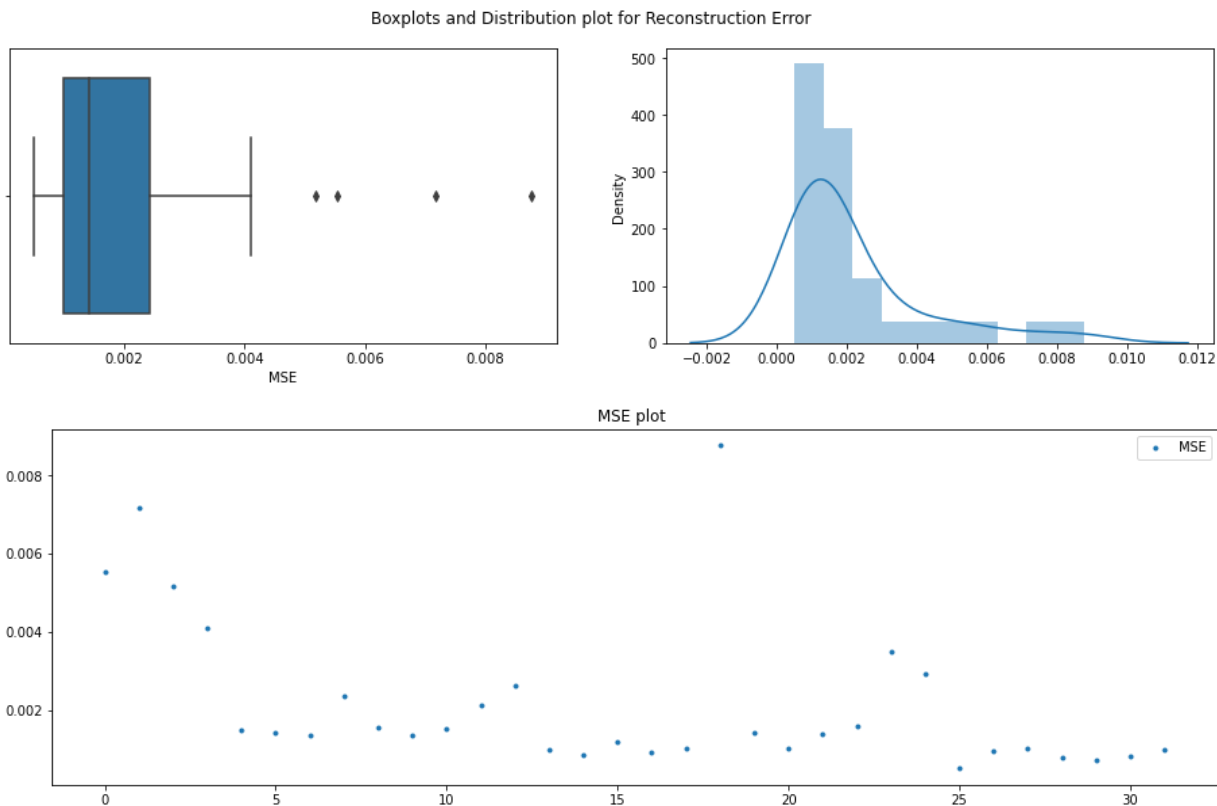 Boxplots and Distribution plot for Reconstruction Error
0.002 0.004 0.006 0.008
MSE
500
400
300
200
100
0
Density
−0.002 0.000 0.002 0.004 0.006 0.008 0.010 0.012
MSE plot
MSE
0.008
0.006
0.004
0.002
0 5 10 15 20 25 30